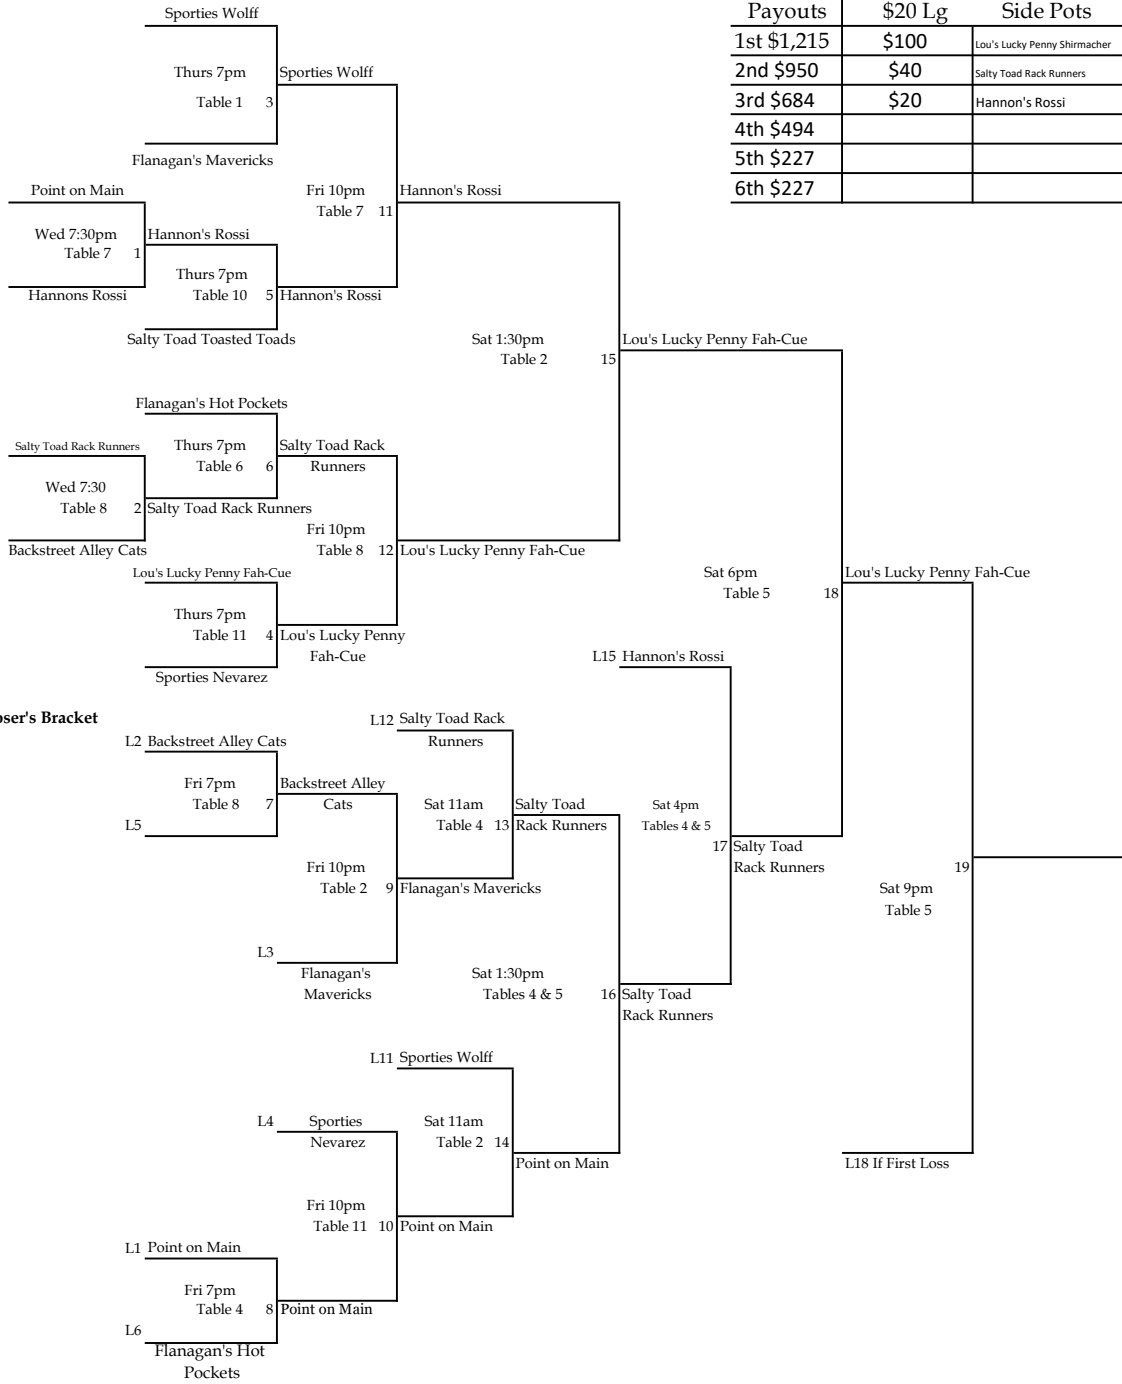 Sporties Wolff
Payouts $20 Lg Side Pots
1st $1,215 $100 Lou's Lucky Penny Shirmacher
2nd $950 $40 Salty Toad Rack Runners
3rd $684 $20 Hannon's Rossi
4th $494
5th $227
6th $227
Thurs 7pm Sporties Wolff
Table 1 3
Flanagan's Mavericks
Point on Main Fri 10pm Hannon's Rossi
Table 7 11
Wed 7:30pm Hannon's Rossi
Table 7 1
Thurs 7pm
Hannons Rossi Table 10 5 Hannon's Rossi
Salty Toad Toasted Toads Sat 1:30pm Lou's Lucky Penny Fah-Cue
Table 2 15
Flanagan's Hot Pockets
Salty Toad Rack Runners Thurs 7pm Salty Toad Rack
Table 6 6 Runners
Wed 7:30
Table 8 2 Salty Toad Rack Runners
Fri 10pm
Backstreet Alley Cats Table 8 12 Lou's Lucky Penny Fah-Cue
Lou's Lucky Penny Fah-Cue Sat 6pm Lou's Lucky Penny Fah-Cue
Table 5 18
Thurs 7pm
Table 11 4 Lou's Lucky Penny
Fah-Cue L15 Hannon's Rossi
Sporties Nevarez
oser's Bracket L12 Salty Toad Rack
L2 Backstreet Alley Cats Runners
Fri 7pm Backstreet Alley
Table 8 7 Cats Sat 11am Salty Toad Sat 4pm
L5 Table 4 13 Rack Runners Tables 4 & 5
17 Salty Toad
Fri 10pm Rack Runners 19
Table 2 9 Flanagan's Mavericks Sat 9pm
Table 5
L3
Flanagan's Sat 1:30pm
Mavericks Tables 4 & 5 16 Salty Toad
Rack Runners
L11 Sporties Wolff
L4 Sporties Sat 11am
Nevarez Table 2 14
Point on Main L18 If First Loss
Fri 10pm
Table 11 10 Point on Main
L1 Point on Main
Fri 7pm
Table 4 8 Point on Main
L6
Flanagan's Hot
Pockets